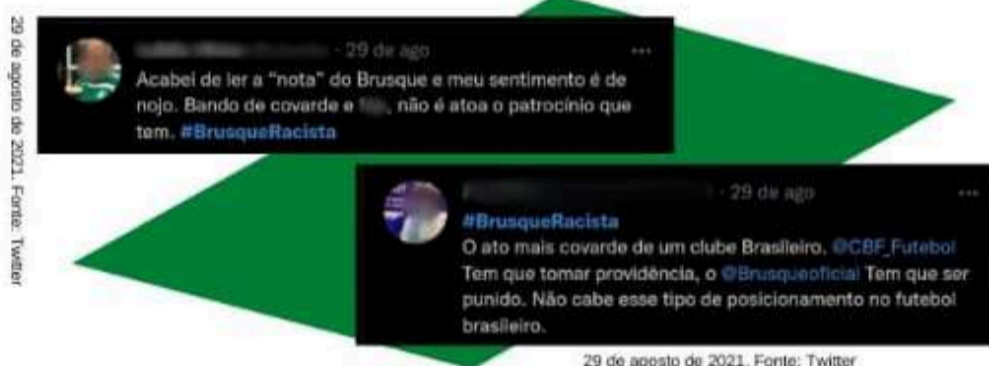 29 de agosto de 2021. Fonte: Twitter
· 29 de ago
Acabei de ler a “nota” do Brusque e meu sentimento é de
nojo. Bando de covarde e , não é atoa o patrocínio que
tem. #BrusqueRacista
· 29 de ago
#BrusqueRacista
O ato mais covarde de um clube Brasileiro. @CBF_Futebol
Tem que tomar providência, o @Brusqueoficial Tem que ser
punido. Não cabe esse tipo de posicionamento no futebol
brasileiro.
29 de agosto de 2021. Fonte: Twitter